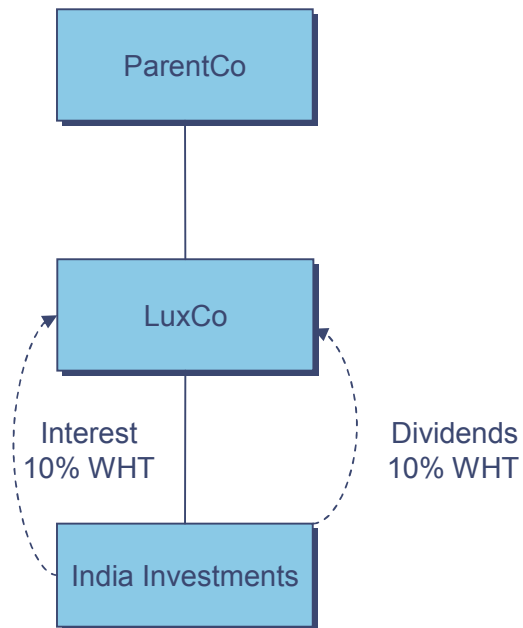 ParentCo
LuxCo
Interest
10% WHT
Dividends
10% WHT
India Investments